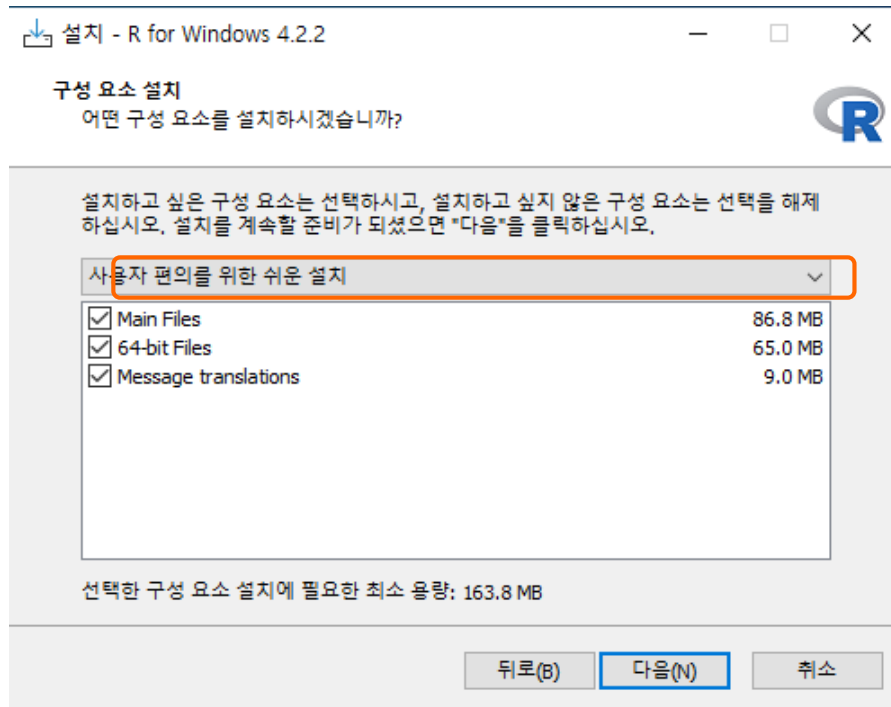 설치 - R for Windows 4.2.2
구성 요소 설치
어떤 구성 요소를 설치하시겠습니까?
R
설치하고 싶은 구성 요소는 선택하시고, 설치하고 싶지 않은 구성 요소는 선택을 해제
하십시오. 설치를 계속할 준비가 되셨으면 "다음"을 클릭하십시오.
사용자 편의를 위한 쉬운 설치
Main Files 86.8 MB
64-bit Files 65.0 MB
Message translations 9.0 MB
선택한 구성 요소 설치에 필요한 최소 용량: 163.8 MB
뒤로(B) 다음(N) 취소